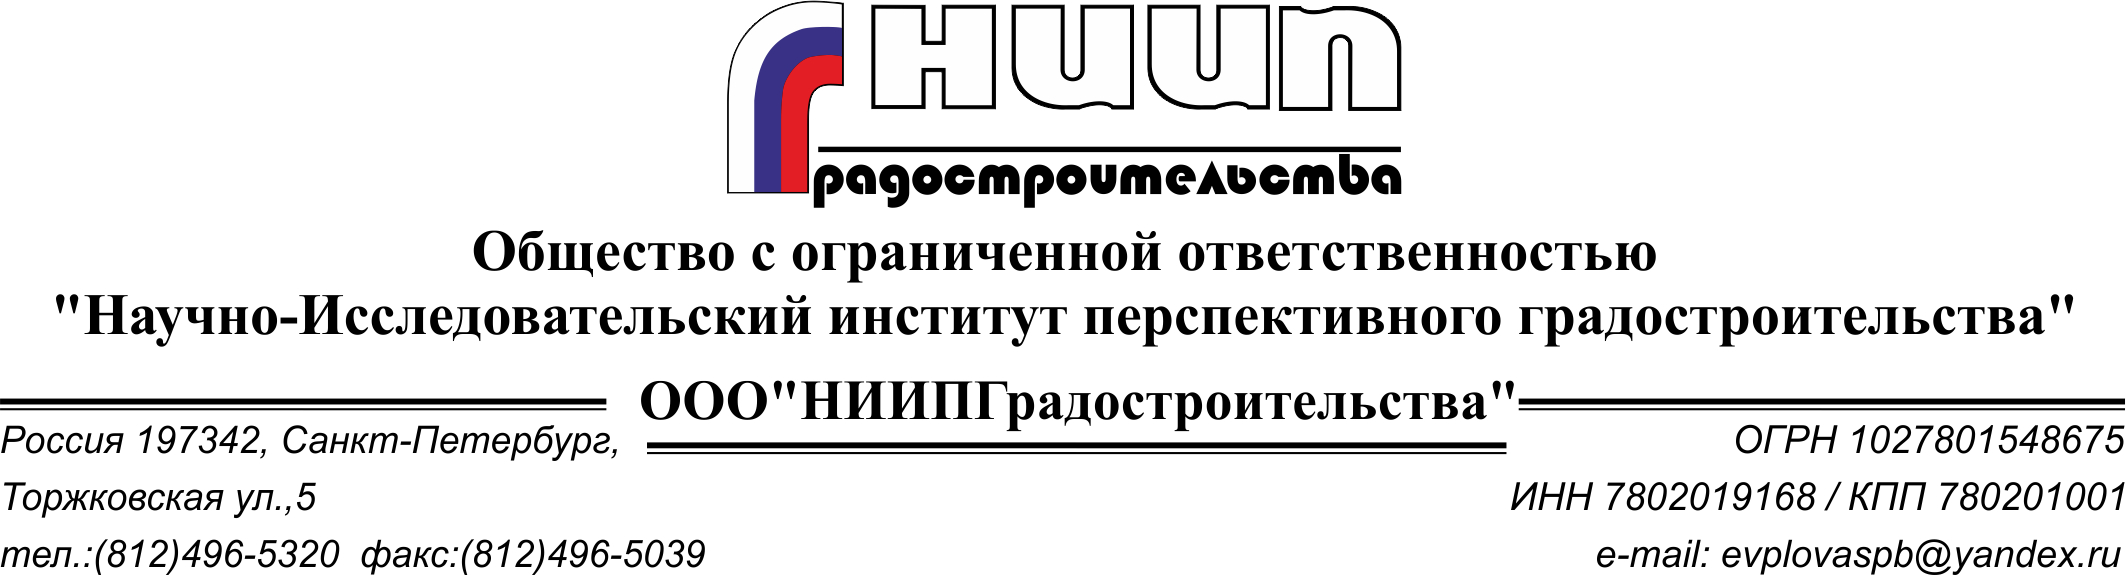 НИИП
градостроительства
Общество с ограниченной ответственностью
"Научно-Исследовательский институт перспективного градостроительства"
ООО"НИИПГрадостроительства"
Россия 197342, Санкт-Петербург,
Торжковская ул.,5
тел.:(812)496-5320 факс:(812)496-5039
ОГРН 1027801548675
ИНН 7802019168 / КПП 780201001
e-mail: evplovaspb@yandex.ru